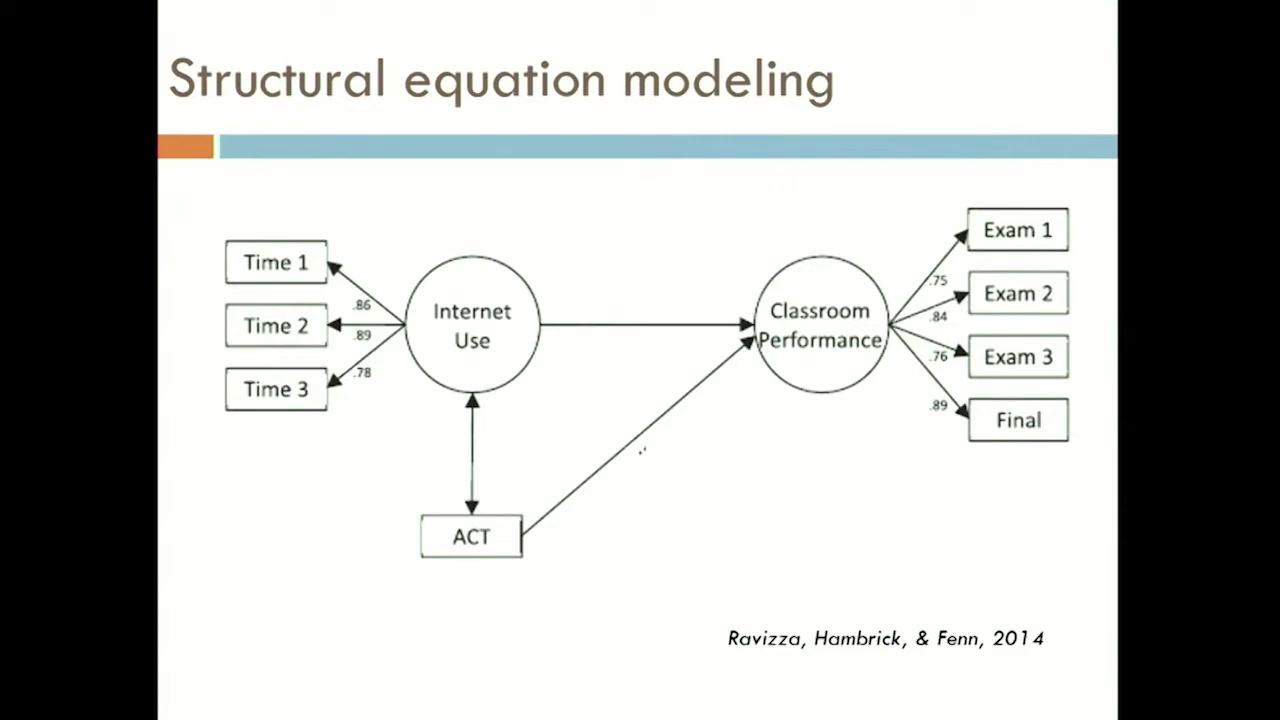 Structural equation modeling
Time 1
Time 2
Time 3
.86
.89
.78
Internet
Use
ACT
Classroom
Performance
.75
.84
.76
.89
Exam 1
Exam 2
Exam 3
Final
Ravizza, Hambrick, & Fenn, 2014